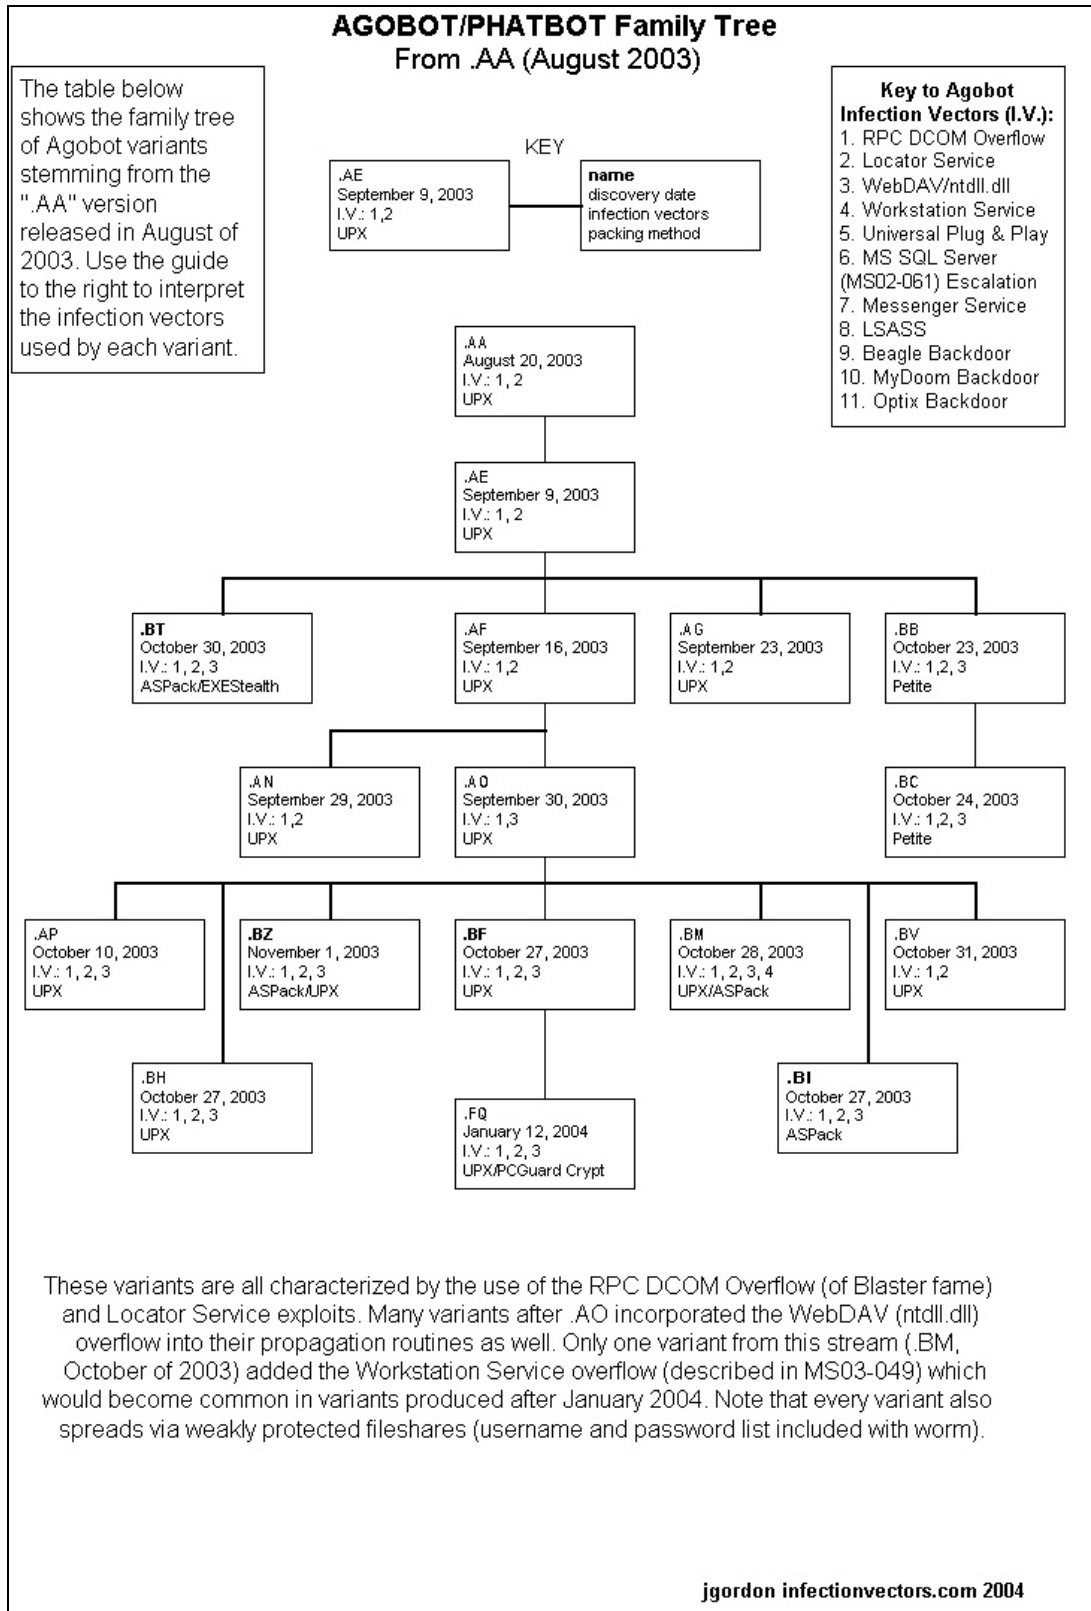 AGOBOT/PHATBOT Family Tree
From .AA (August 2003)
The table below
shows the family tree
of Agobot variants
stemming from the
".AA" version
released in August of
2003. Use the guide
to the right to interpret
the infection vectors
used by each variant.
KEY
.AE
September 9, 2003
I.V.: 1,2
UPX
name
discovery date
infection vectors
packing method
Key to Agobot
Infection Vectors (I.V.):
1. RPC DCOM Overflow
2. Locator Service
3. WebDAV/ntdll.dll
4. Workstation Service
5. Universal Plug & Play
6. MS SQL Server
(MS02-061) Escalation
7. Messenger Service
8. LSASS
9. Beagle Backdoor
10. MyDoom Backdoor
11. Optix Backdoor
.AA
August 20, 2003
I.V.: 1, 2
UPX
.AE
September 9, 2003
I.V.: 1, 2
UPX
.BT
October 30, 2003
I.V.: 1, 2, 3
ASPack/EXEStealth
.AF
September 16, 2003
I.V.: 1,2
UPX
.AG
September 23, 2003
I.V.: 1,2
UPX
.BB
October 23, 2003
I.V.: 1,2, 3
Petite
.AN
September 29, 2003
I.V.: 1,2
UPX
.AO
September 30, 2003
I.V.: 1,3
UPX
.BC
October 24, 2003
I.V.: 1,2, 3
Petite
.AP
October 10, 2003
I.V.: 1, 2, 3
UPX
.BZ
November 1, 2003
I.V.: 1, 2, 3
ASPack/UPX
.BF
October 27, 2003
I.V.: 1, 2, 3
UPX
.BM
October 28, 2003
I.V.: 1, 2, 3, 4
UPX/ASPack
.BV
October 31, 2003
I.V.: 1,2
UPX
.BH
October 27, 2003
I.V.: 1, 2, 3
UPX
.FQ
January 12, 2004
I.V.: 1, 2, 3
UPX/PCGuard Crypt
.BI
October 27, 2003
I.V.: 1, 2, 3
ASPack
These variants are all characterized by the use of the RPC DCOM Overflow (of Blaster fame)
and Locator Service exploits. Many variants after .AO incorporated the WebDAV (ntdll.dll)
overflow into their propagation routines as well. Only one variant from this stream (.BM,
October of 2003) added the Workstation Service overflow (described in MS03-049) which
would become common in variants produced after January 2004. Note that every variant also
spreads via weakly protected fileshares (username and password list included with worm).
jgordon infectionvectors.com 2004